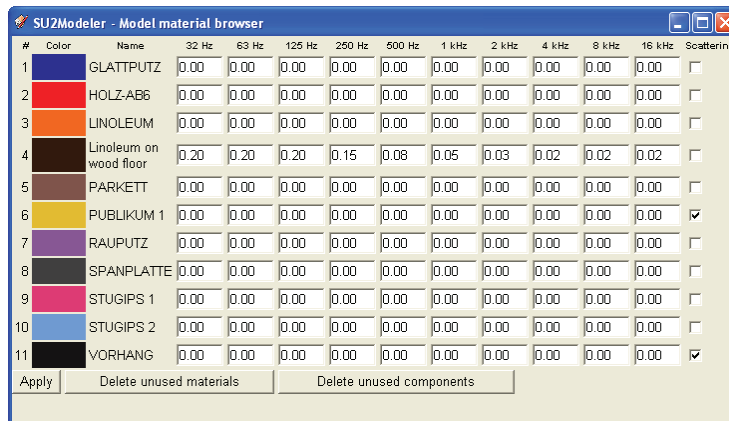 SU2Modeler - Model material browser
# Color Name 32 Hz 63 Hz 125 Hz 250 Hz 500 Hz 1 kHz 2 kHz 4 kHz 8 kHz 16 kHz Scatterin
1 GLATTPUTZ 0.00 0.00 0.00 0.00 0.00 0.00 0.00 0.00 0.00 0.00
2 HOLZ-AB6 0.00 0.00 0.00 0.00 0.00 0.00 0.00 0.00 0.00 0.00
3 LINOLEUM 0.00 0.00 0.00 0.00 0.00 0.00 0.00 0.00 0.00 0.00
4 Linoleum on wood floor 0.20 0.20 0.20 0.15 0.08 0.05 0.03 0.02 0.02 0.02
5 PARKETT 0.00 0.00 0.00 0.00 0.00 0.00 0.00 0.00 0.00 0.00
6 PUBLIKUM 1 0.00 0.00 0.00 0.00 0.00 0.00 0.00 0.00 0.00 0.00
7 RAUPUTZ 0.00 0.00 0.00 0.00 0.00 0.00 0.00 0.00 0.00 0.00
8 SPANPLATTE 0.00 0.00 0.00 0.00 0.00 0.00 0.00 0.00 0.00 0.00
9 STUGIPS 1 0.00 0.00 0.00 0.00 0.00 0.00 0.00 0.00 0.00 0.00
10 STUGIPS 2 0.00 0.00 0.00 0.00 0.00 0.00 0.00 0.00 0.00 0.00
11 VORHANG 0.00 0.00 0.00 0.00 0.00 0.00 0.00 0.00 0.00 0.00
Apply Delete unused materials Delete unused components